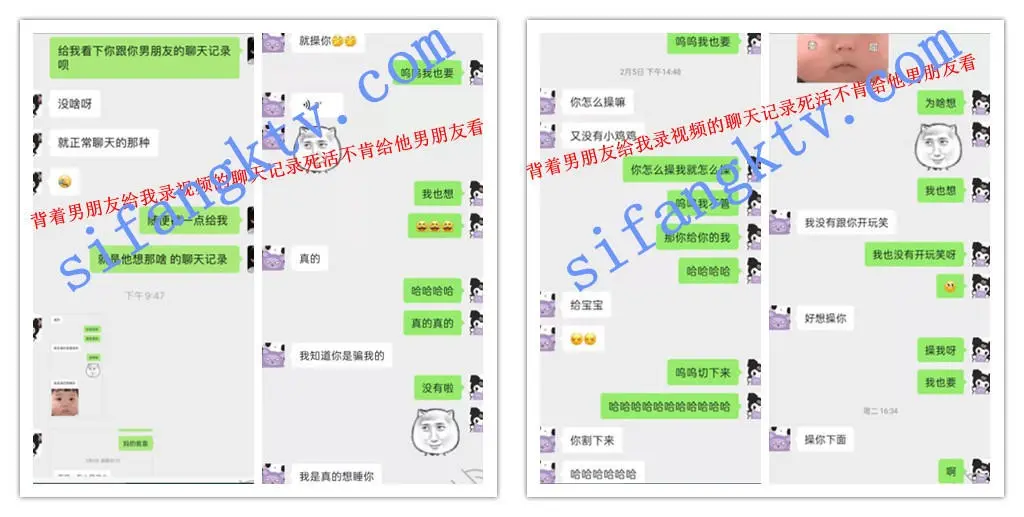 给我看下你跟你男朋友的聊天记录
呗
没啥呀
就正常聊天的那种
一点给我
就是他想那啥 的聊天记录
下午 9:47
妈的爸爸
就操你
呜呜我也要
我也想
真的
哈哈哈哈
真的真的
我知道你是骗我的
没有啦
我是真的想睡你
背着男朋友给我录视频的聊天记录死活不肯给他男朋友看
sifangktv.com
呜呜我也要
2月5日 下午14:48
你怎么操嘛
又没有小鸡鸡
你怎么操我就怎么操
那你给你的我
哈哈哈哈
给宝宝
呜呜切下来
哈哈哈哈哈哈哈哈哈哈哈
你割下来
哈哈哈哈哈哈
为啥想
我也想
我没有跟你开玩笑
我也没有开玩笑呀
好想操你
操我呀
我也要
周二 16:34
操你下面
啊
背着男朋友给我录视频的聊天记录死活不肯给他男朋友看
sifangktv.com